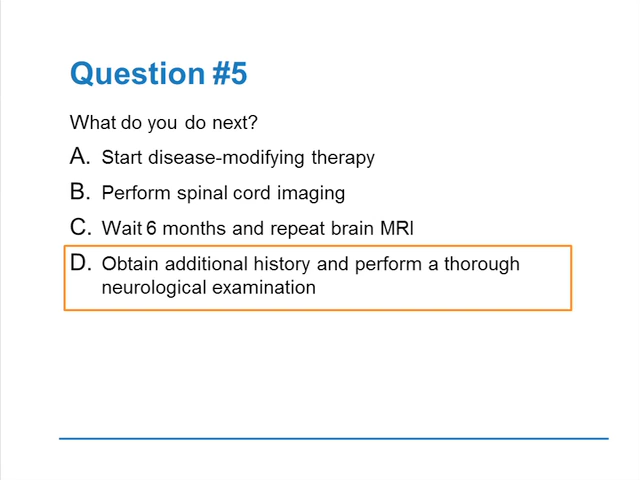 Question #5
What do you do next?
A. Start disease-modifying therapy
B. Perform spinal cord imaging
C. Wait 6 months and repeat brain MRI
D. Obtain additional history and perform a thorough
neurological examination